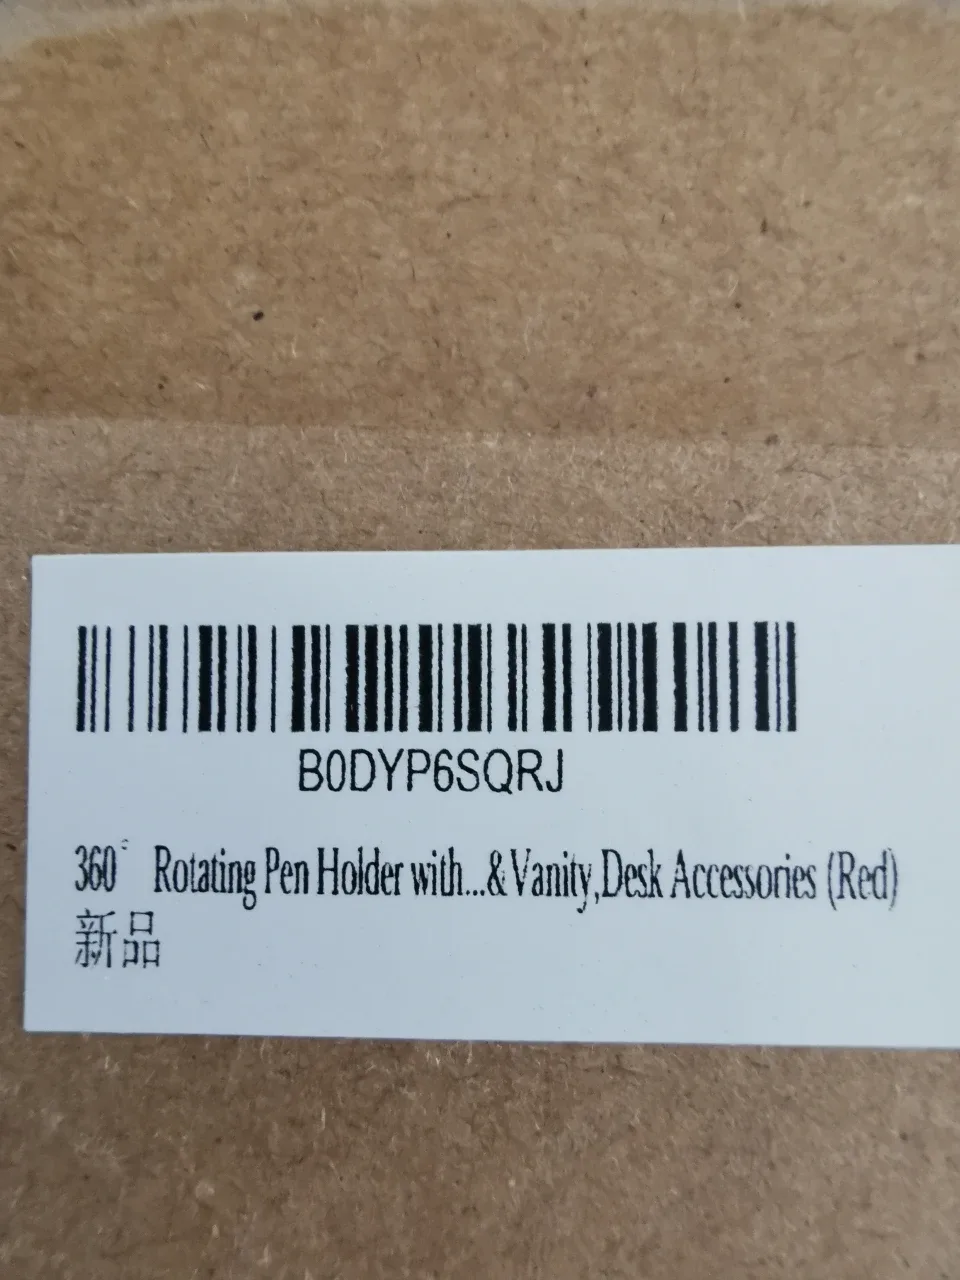 B0DYP6SQRJ
360° Rotating Pen Holder with...& Vanity,Desk Accessories (Red)
新品